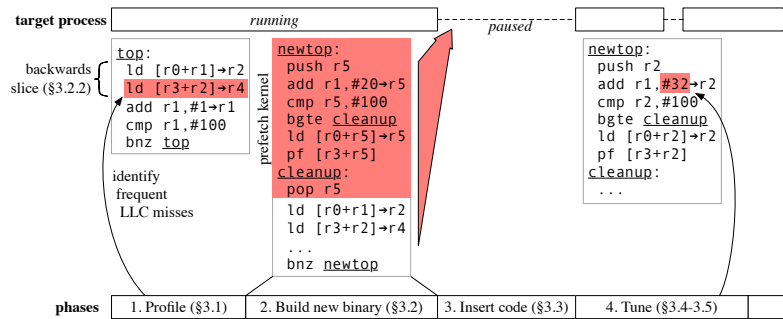 target process
running
paused
top:
ld [r0+r1]➔r2
ld [r3+r2]➔r4
add r1,#1➔r1
cmp r1,#100
bnz top
backwards
slice (§3.2.2)
identify
frequent
LLC misses
prefetch kernel
newtop:
push r5
add r1,#20➔r5
cmp r5,#100
bgte cleanup
ld [r0+r5]➔r5
pf [r3+r5]
cleanup:
pop r5
ld [r0+r1]➔r2
ld [r3+r2]➔r4
...
bnz newtop
newtop:
push r2
add r1,#32➔r2
cmp r2,#100
bgte cleanup
ld [r0+r2]➔r2
pf [r3+r2]
cleanup:
...
phases
1. Profile (§3.1)
2. Build new binary (§3.2)
3. Insert code (§3.3)
4. Tune (§3.4-3.5)